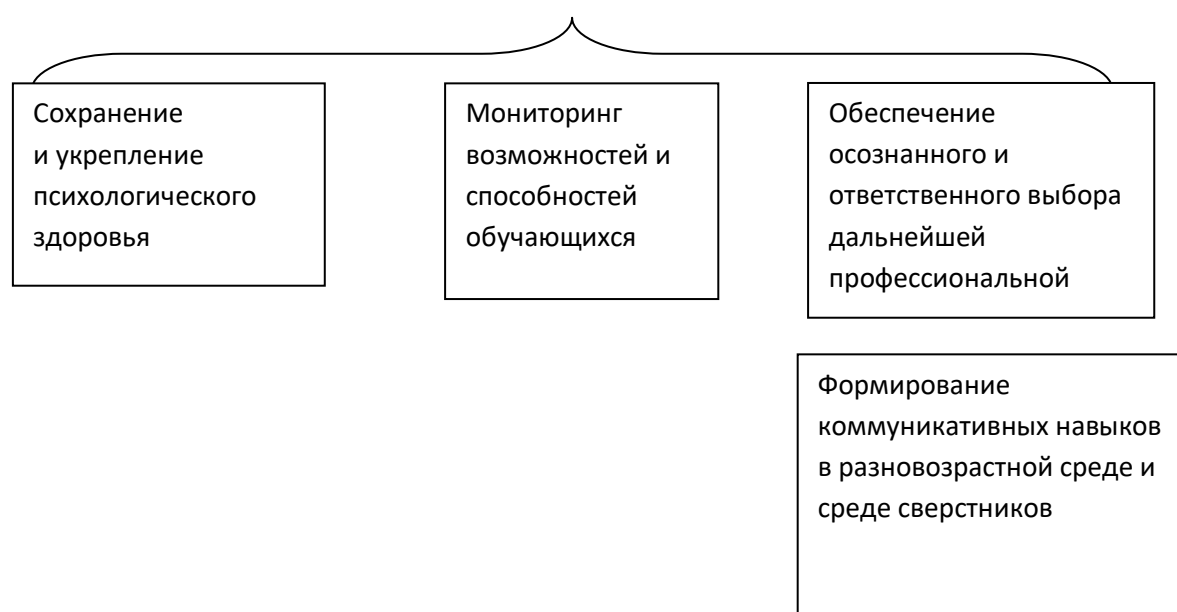 Сохранение
и укрепление
психологического
здоровья
Мониторинг
возможностей и
способностей
обучающихся
Обеспечение
осознанного и
ответственного выбора
дальнейшей
профессиональной
Формирование
коммуникативных навыков
в разновозрастной среде и
среде сверстников